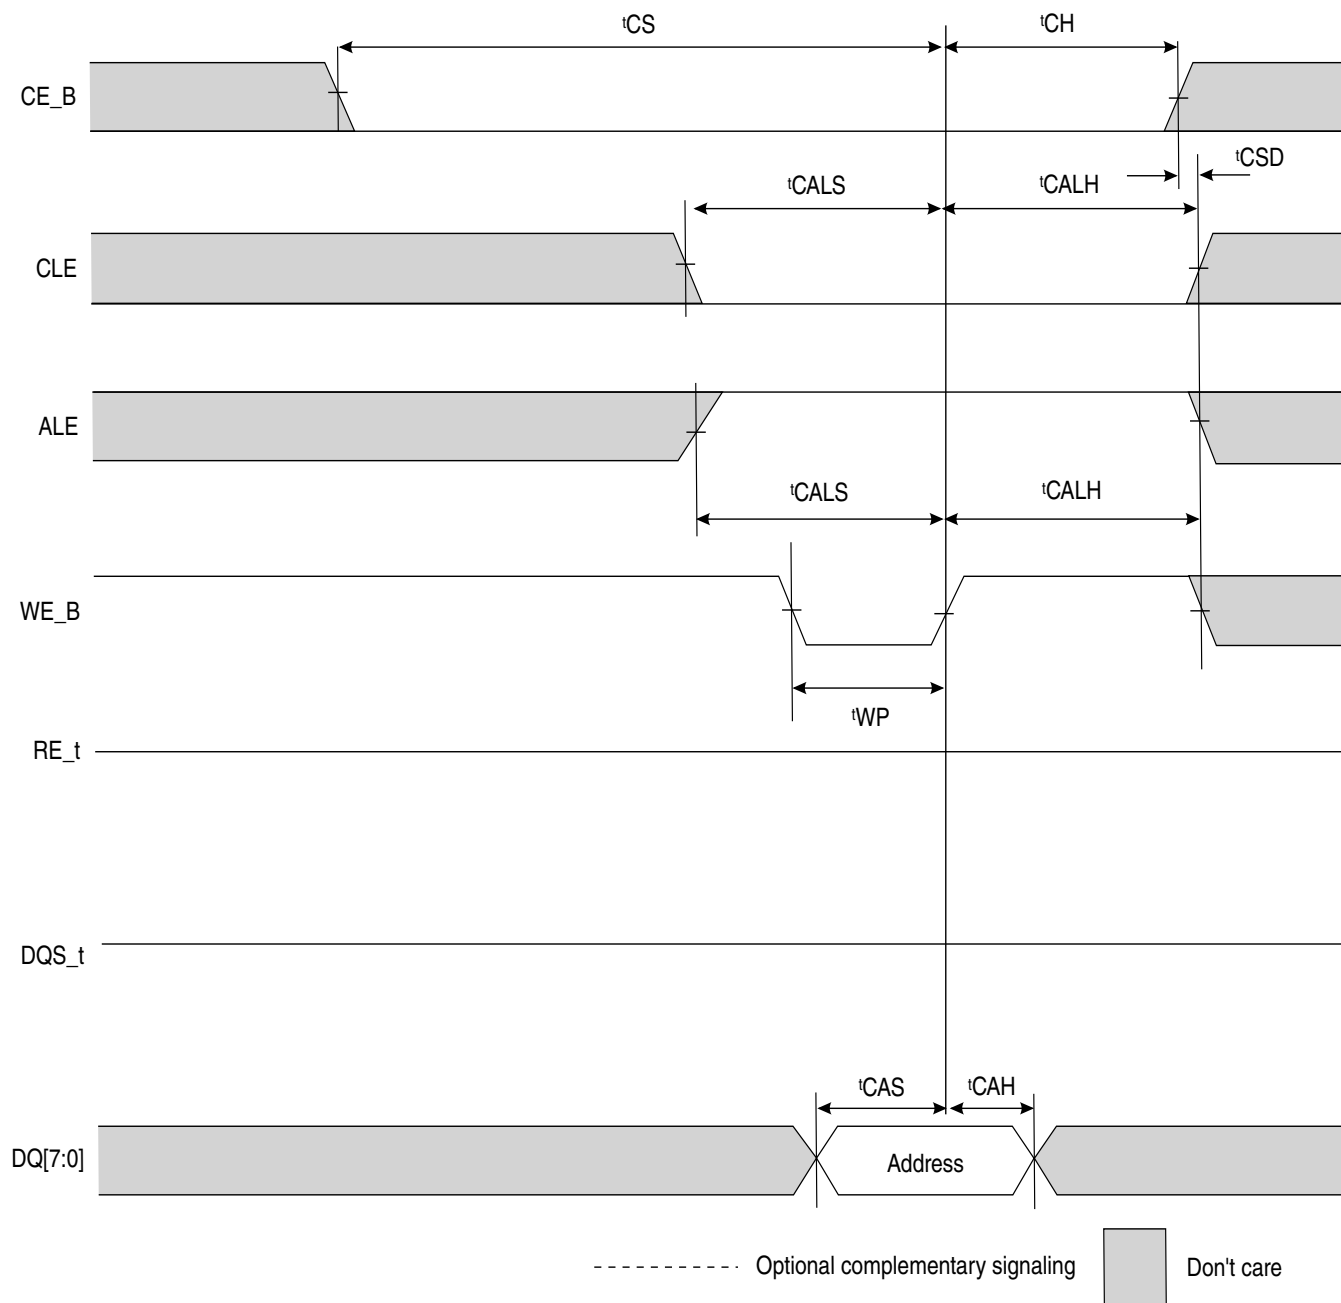 tCS tCH
CE_B
tCSD
tCALS tCALH
CLE
ALE
tCALS tCALH
WE_B
tWP
RE_t
DQS_t
tCAS tCAH
DQ[7:0] Address
Optional complementary signaling Don't care